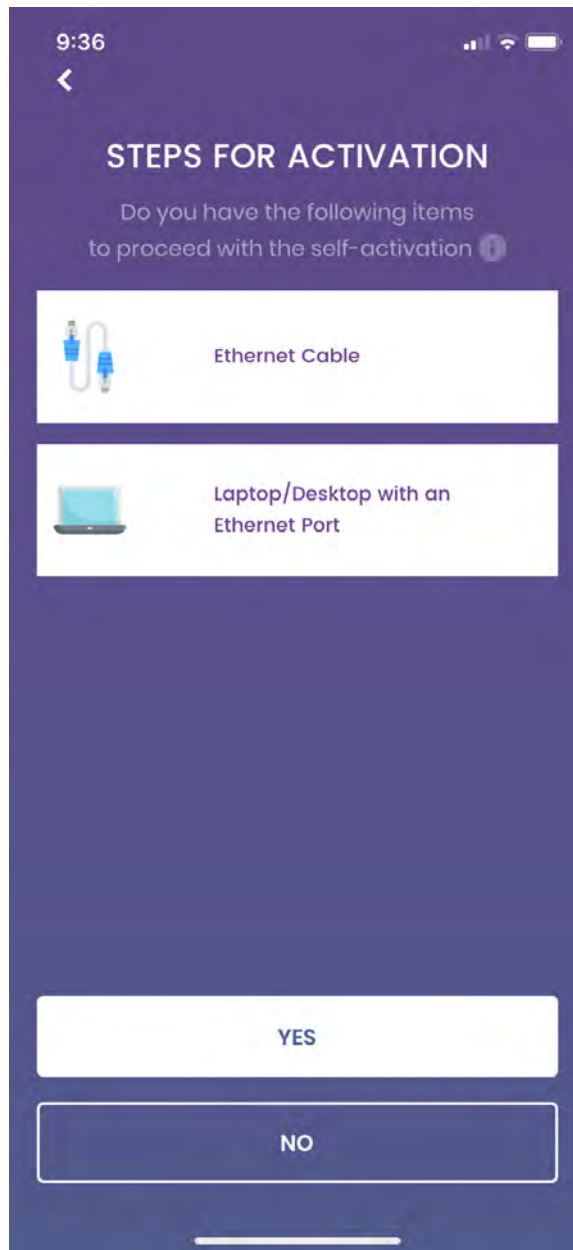 9:36
STEPS FOR ACTIVATION
Do you have the following items
to proceed with the self-activation i
Ethernet Cable
Laptop/Desktop with an
Ethernet Port
YES
NO